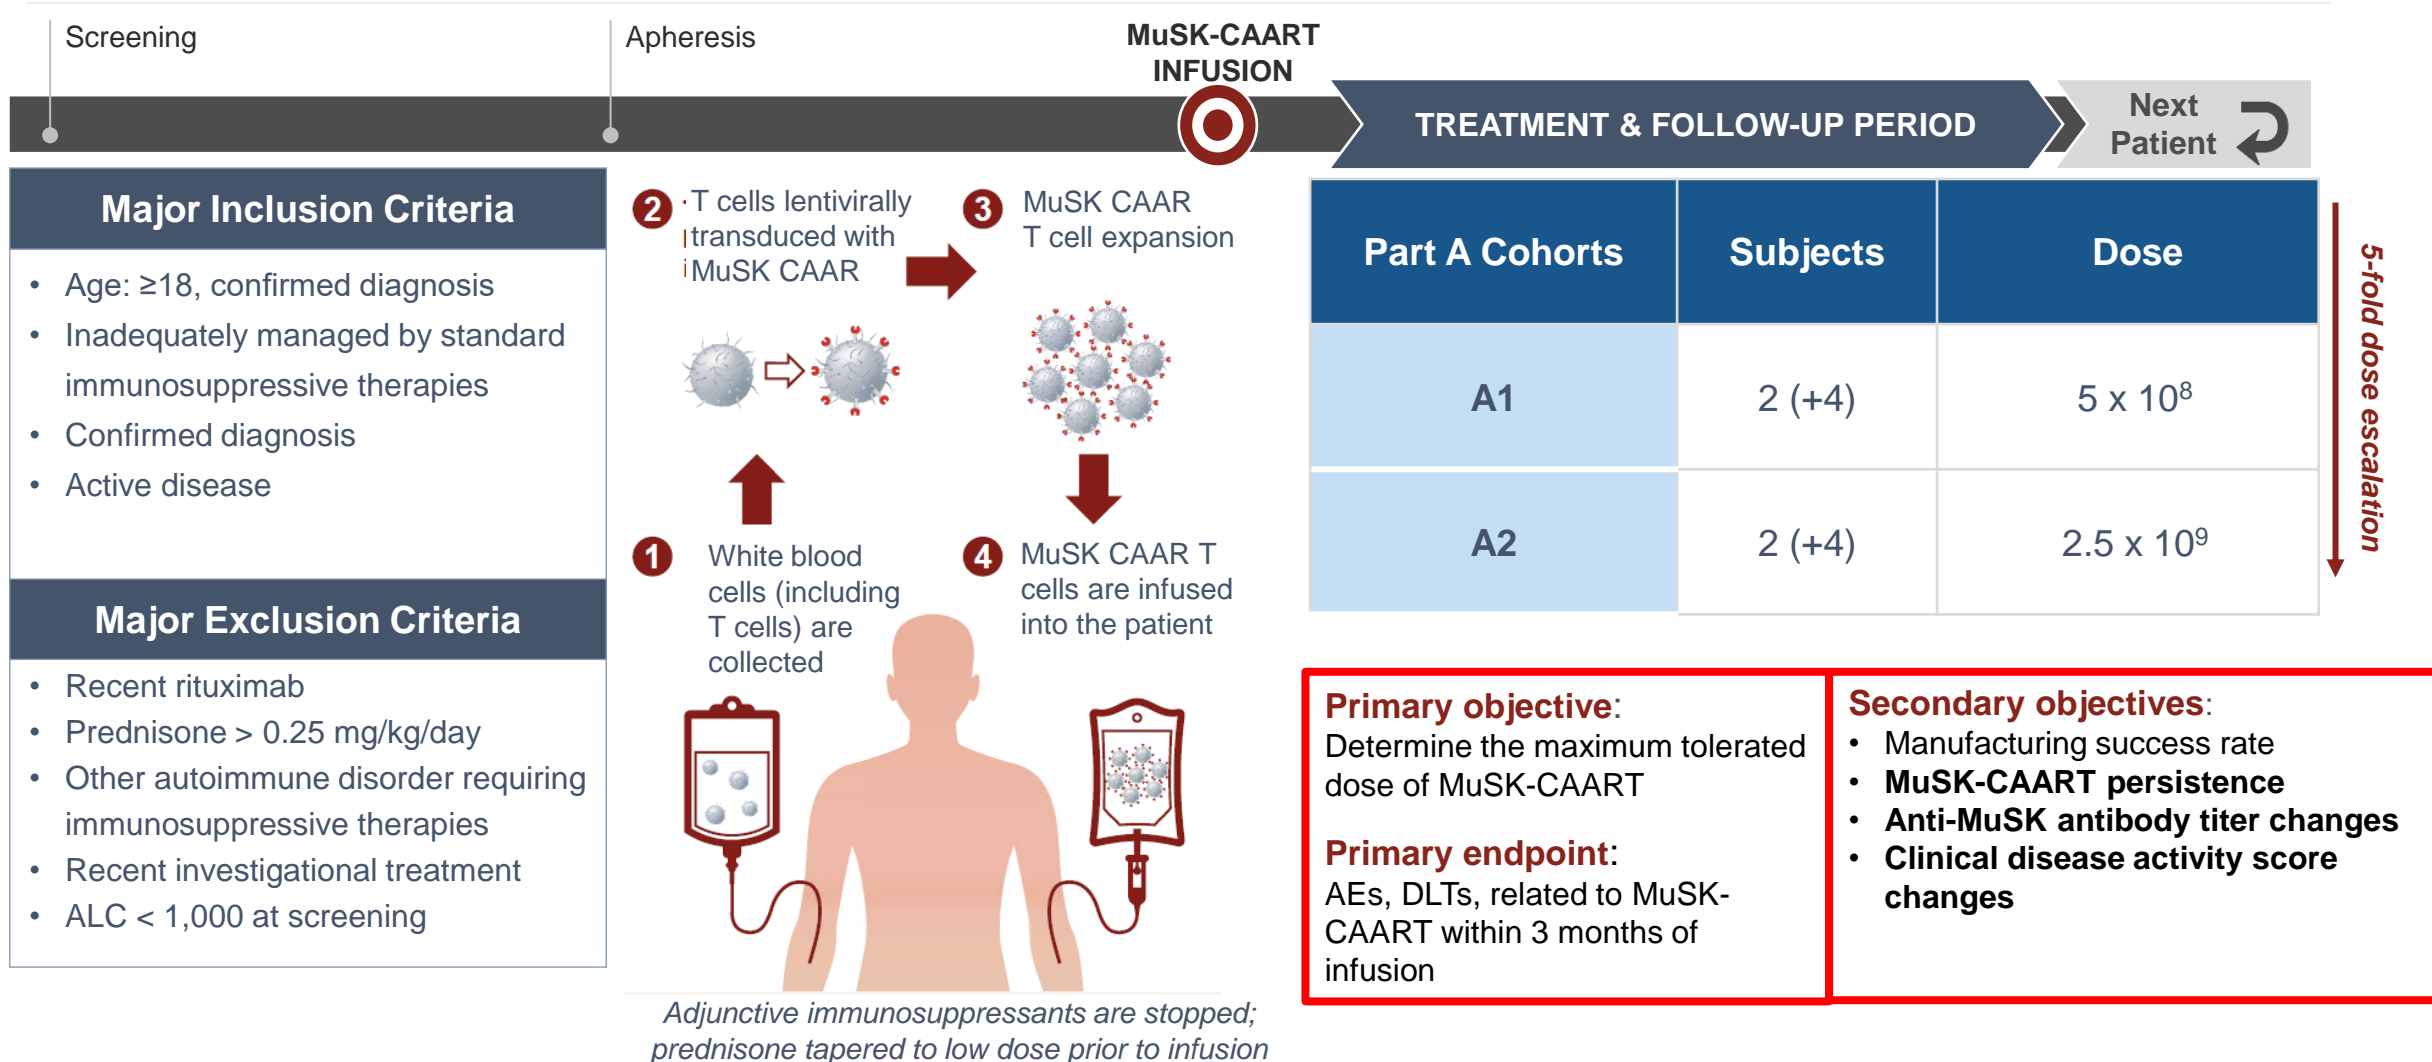 Screening
Apheresis
MuSK-CAART
INFUSION
TREATMENT & FOLLOW-UP PERIOD
Next
Patient
Major Inclusion Criteria
• Age: ≥18, confirmed diagnosis
• Inadequately managed by standard
immunosuppressive therapies
• Confirmed diagnosis
• Active disease
Major Exclusion Criteria
• Recent rituximab
• Prednisone > 0.25 mg/kg/day
• Other autoimmune disorder requiring
immunosuppressive therapies
• Recent investigational treatment
• ALC < 1,000 at screening
1
White blood
cells (including
T cells) are
collected
2
T cells lentivirally
transduced with
MuSK CAAR
3
MuSK CAAR
T cell expansion
4
MuSK CAAR T
cells are infused
into the patient
Adjunctive immunosuppressants are stopped;
prednisone tapered to low dose prior to infusion
Part A Cohorts Subjects Dose
A1 2 (+4) 5 x 10⁸
A2 2 (+4) 2.5 x 10⁹
5-fold dose escalation
Primary objective:
Determine the maximum tolerated
dose of MuSK-CAART
Primary endpoint:
AEs, DLTs, related to MuSK-
CAART within 3 months of
infusion
Secondary objectives:
• Manufacturing success rate
• MuSK-CAART persistence
• Anti-MuSK antibody titer changes
• Clinical disease activity score
changes